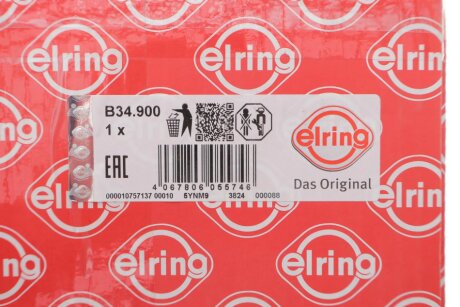 elring
elring
elring
elring
B34.900
1 x
EAC
elring
Das Original
4 067806 055746
000010757137 00010 5YNM9 3824 000088
elring
elring
elring
elring